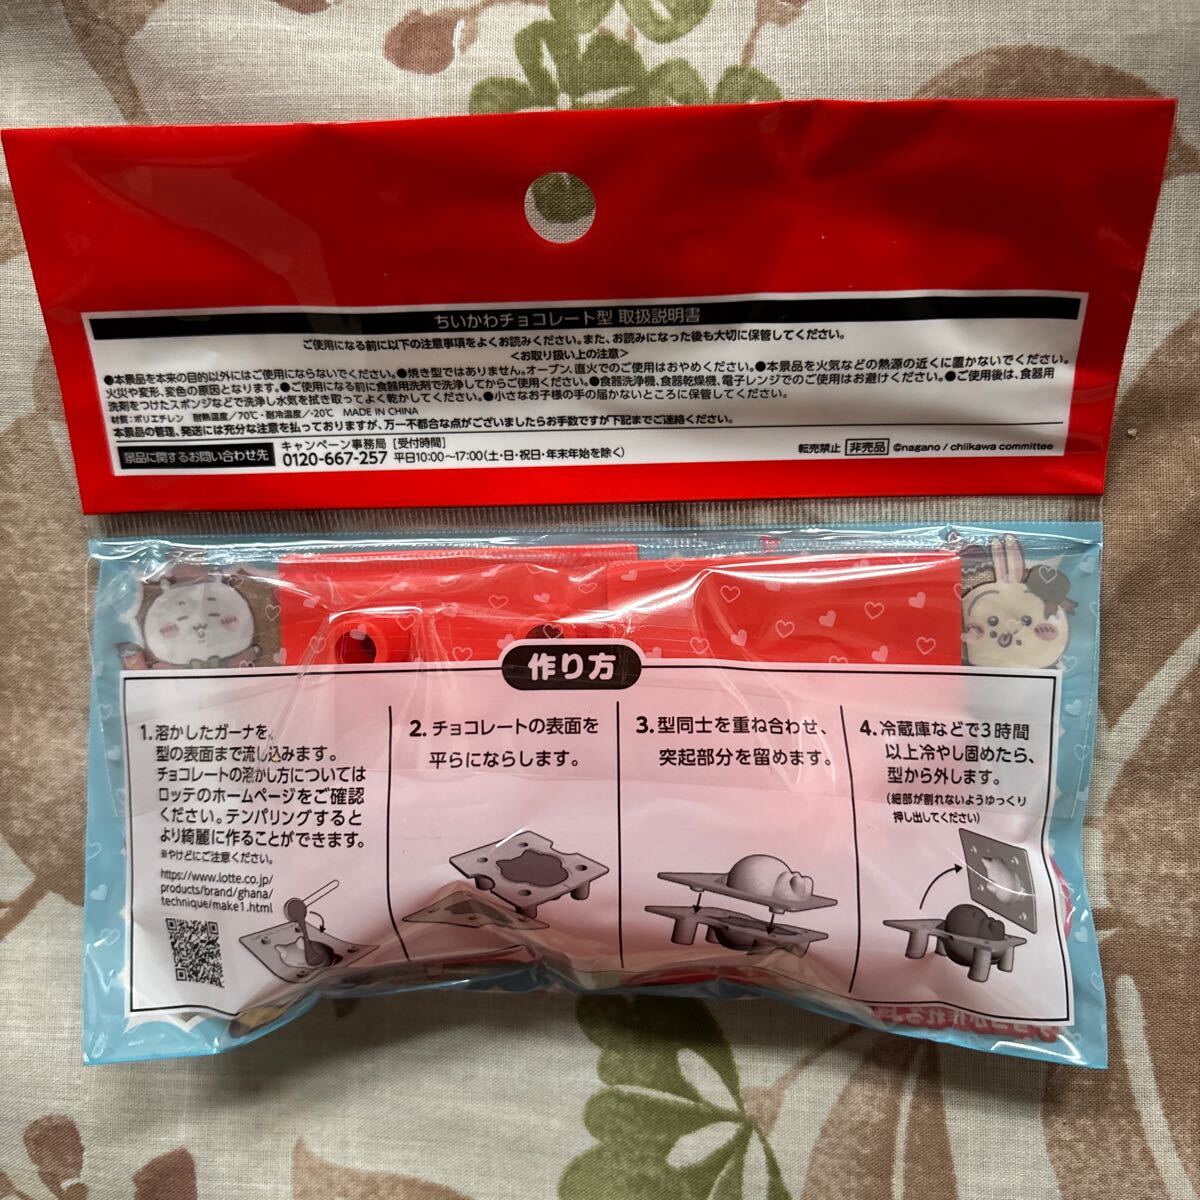 ちいかわチョコレート型 取扱説明書
ご使用になる前に以下の注意事項をよくお読みください。また、お読みになった後も大切に保管してください。
<お取り扱い上の注意>
●本景品を本来の目的以外にはご使用にならないでください。●焼き型ではありません。オーブン、直火でのご使用はおやめください。●本景品を火気などの熱源の近くに置かないでください。
火災や変形、変色の原因となります。●ご使用になる前に食器用洗剤で洗浄してからご使用ください。●食器洗浄機、食器乾燥機、電子レンジでのご使用はお避けください。●ご使用後は、食器用
洗剤をつけたスポンジなどで洗浄し水気を拭き取ってよく乾かしてください。●小さなお子様の手の届かないところに保管してください。
材質:ポリエチレン 耐熱温度/70℃・耐冷温度/-20℃ MADE IN CHINA
本景品の管理、発送には充分な注意を払っておりますが、万一不都合な点がございましたらお手数ですが下記までご連絡ください。
景品に関するお問い合わせ先
キャンペーン事務局 [受付時間]
0120-667-257 平日10:00〜17:00(土・日・祝日・年末年始を除く)
転売禁止 非売品 ©nagano / chiikawa committee
作り方
1. 溶かしたガーナを、
型の表面まで流し込みます。
チョコレートの溶かし方については
ロッテのホームページをご確認
ください。テンパリングすると
より綺麗に作ることができます。
※やけどにご注意ください。
https://www.lotte.co.jp/
products/brand/ghana/
technique/make1.html
2. チョコレートの表面を
平らにならします。
3. 型同士を重ね合わせ、
突起部分を留めます。
4. 冷蔵庫などで3時間
以上冷やし固めたら、
型から外します。
(細部が割れないようゆっくり
押し出してください)